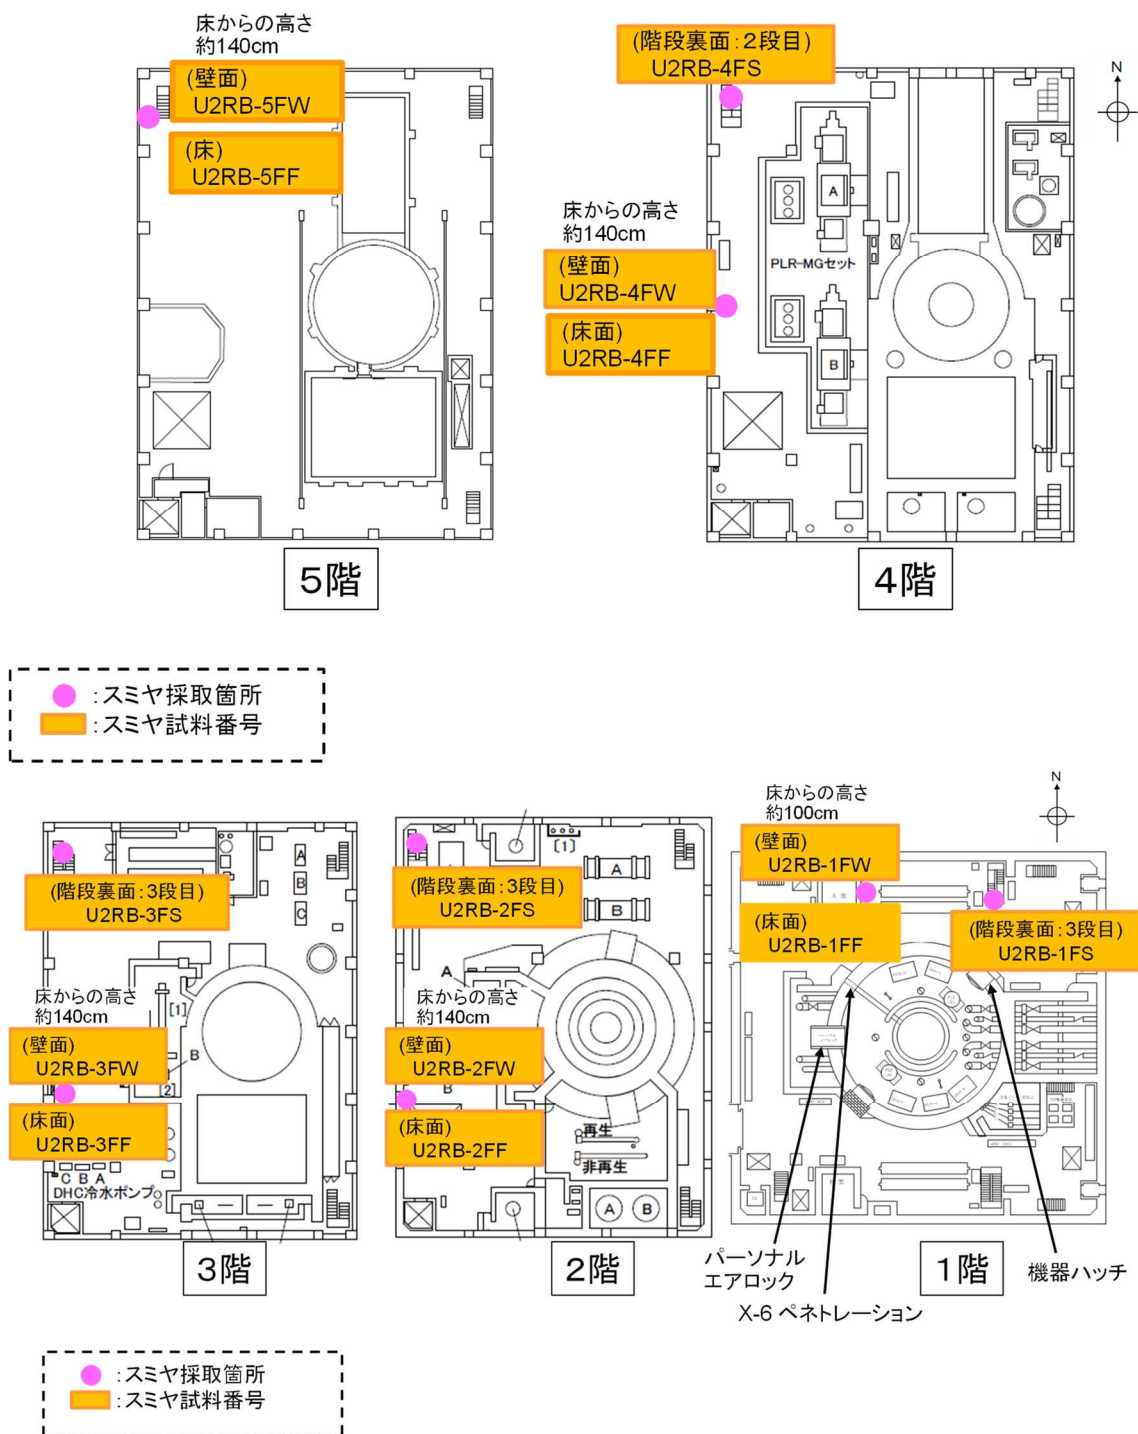 床からの高さ
約140cm
(壁面)
U2RB-5FW
(床)
U2RB-5FF
5階
(階段裏面:2段目)
U2RB-4FS
N
床からの高さ
約140cm
(壁面)
U2RB-4FW
(床面)
U2RB-4FF
A
PLR-MGセット
B
4階
:スミヤ採取箇所
:スミヤ試料番号
(階段裏面:3段目)
U2RB-3FS
A
B
C
床からの高さ
約140cm
[1]
(壁面)
U2RB-3FW
B
[2]
(床面)
U2RB-3FF
C B A
DHC冷水ポンプ
3階
[1]
A
B
(階段裏面:3段目)
U2RB-2FS
A
床からの高さ
約140cm
(壁面)
U2RB-2FW
B
(床面)
U2RB-2FF
再生
非再生
A B
2階
床からの高さ
約100cm
N
(壁面)
U2RB-1FW
(床面)
U2RB-1FF
(階段裏面:3段目)
U2RB-1FS
パーソナル
エアロック
X-6 ペネトレーション
機器ハッチ
1階
:スミヤ採取箇所
:スミヤ試料番号